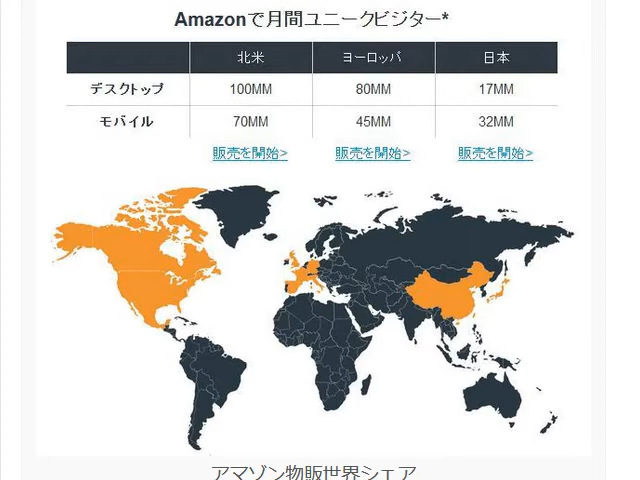 Amazonで月間ユニークビジター*
北米 ヨーロッパ 日本
デスクトップ 100MM 80MM 17MM
モバイル 70MM 45MM 32MM
販売を開始> 販売を開始> 販売を開始>
アマゾン物販世界シェア